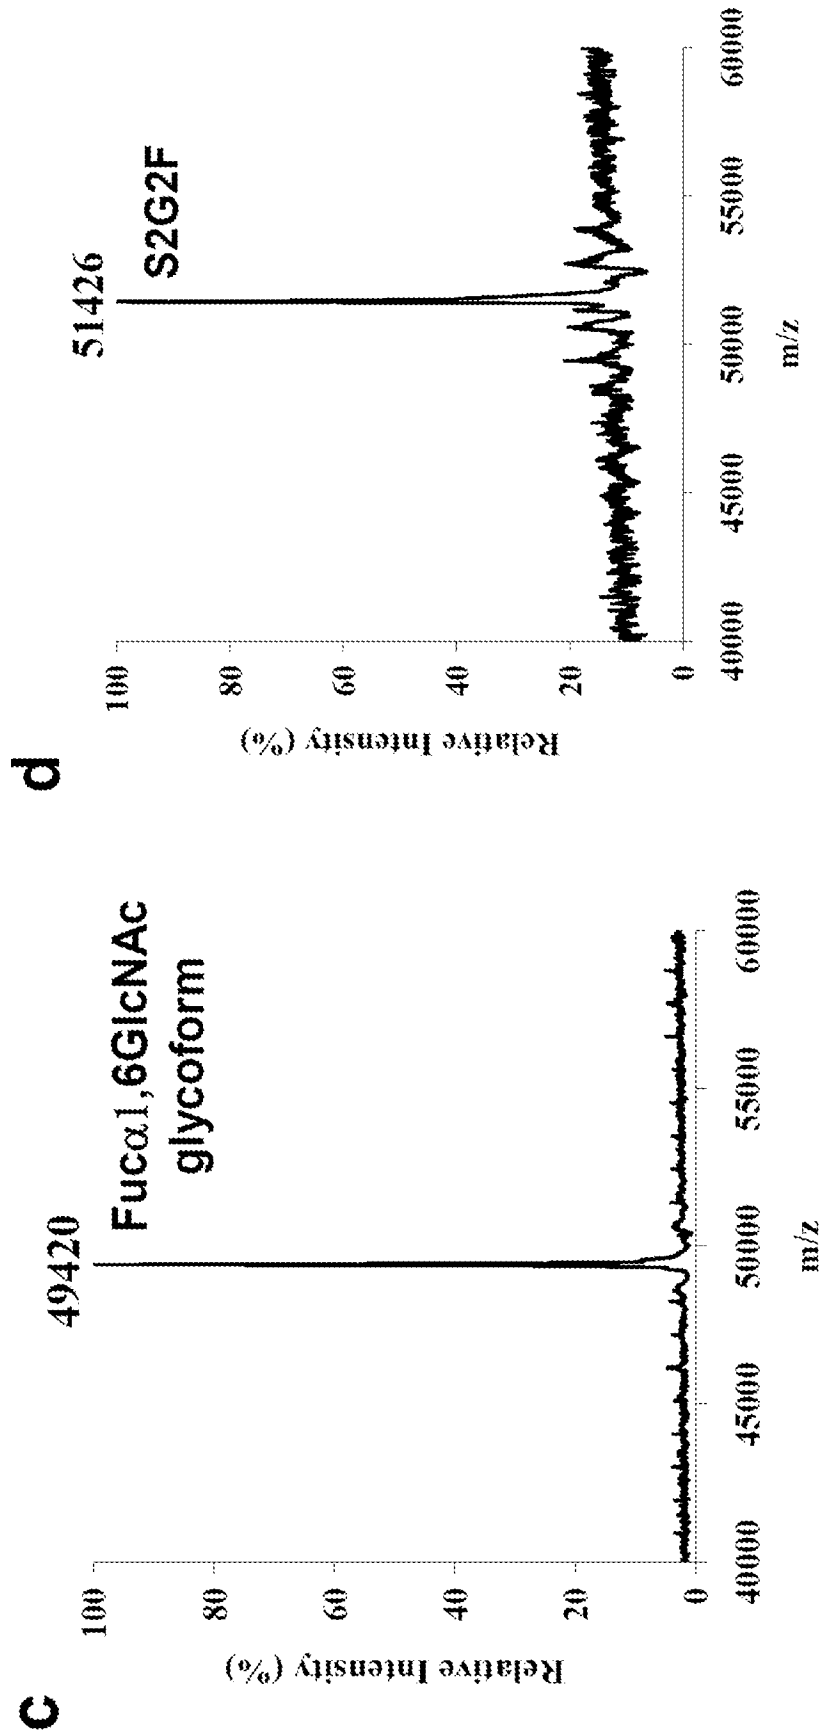 c
49420
Fucα1,6GlcNAc
glycoform
Relative Intensity (%)
100
80
60
40
20
0
40000
45000
50000
55000
60000
m/z
d
51426
S2G2F
Relative Intensity (%)
100
80
60
40
20
0
40000
45000
50000
55000
60000
m/z